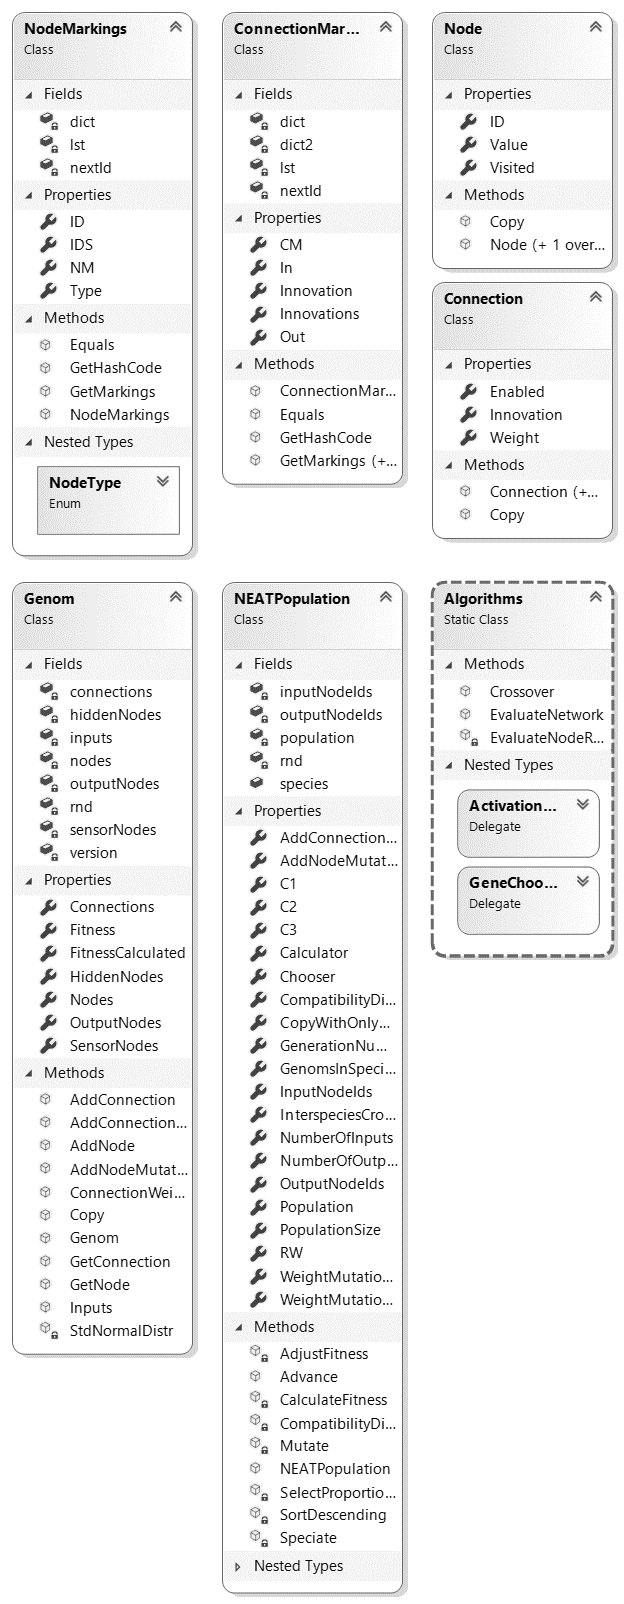 NodeMarkings
Class
Fields
dict
lst
nextId
Properties
ID
IDS
NM
Type
Methods
Equals
GetHashCode
GetMarkings
NodeMarkings
Nested Types
NodeType
Enum
ConnectionMar...
Class
Fields
dict
dict2
lst
nextId
Properties
CM
In
Innovation
Innovations
Out
Methods
ConnectionMar...
Equals
GetHashCode
GetMarkings (+...
Node
Class
Properties
ID
Value
Visited
Methods
Copy
Node (+ 1 over...
Connection
Class
Properties
Enabled
Innovation
Weight
Methods
Connection (+...
Copy
Genom
Class
Fields
connections
hiddenNodes
inputs
nodes
outputNodes
rnd
sensorNodes
version
Properties
Connections
Fitness
FitnessCalculated
HiddenNodes
Nodes
OutputNodes
SensorNodes
Methods
AddConnection
AddConnection...
AddNode
AddNodeMutat...
ConnectionWei...
Copy
Genom
GetConnection
GetNode
Inputs
StdNormalDistr
NEATPopulation
Class
Fields
inputNodeIds
outputNodeIds
population
rnd
species
Properties
AddConnection...
AddNodeMutat...
C1
C2
C3
Calculator
Chooser
CompatibilityDi...
CopyWithOnly...
GenerationNu...
GenomsInSpeci...
InputNodeIds
InterspeciesCro...
NumberOfInputs
NumberOfOutp...
OutputNodeIds
Population
PopulationSize
RW
WeightMutatio...
WeightMutatio...
Methods
AdjustFitness
Advance
CalculateFitness
CompatibilityDi...
Mutate
NEATPopulation
SelectProportio...
SortDescending
Speciate
Nested Types
Algorithms
Static Class
Methods
Crossover
EvaluateNetwork
EvaluateNodeR...
Nested Types
Activation...
Delegate
GeneChoo...
Delegate